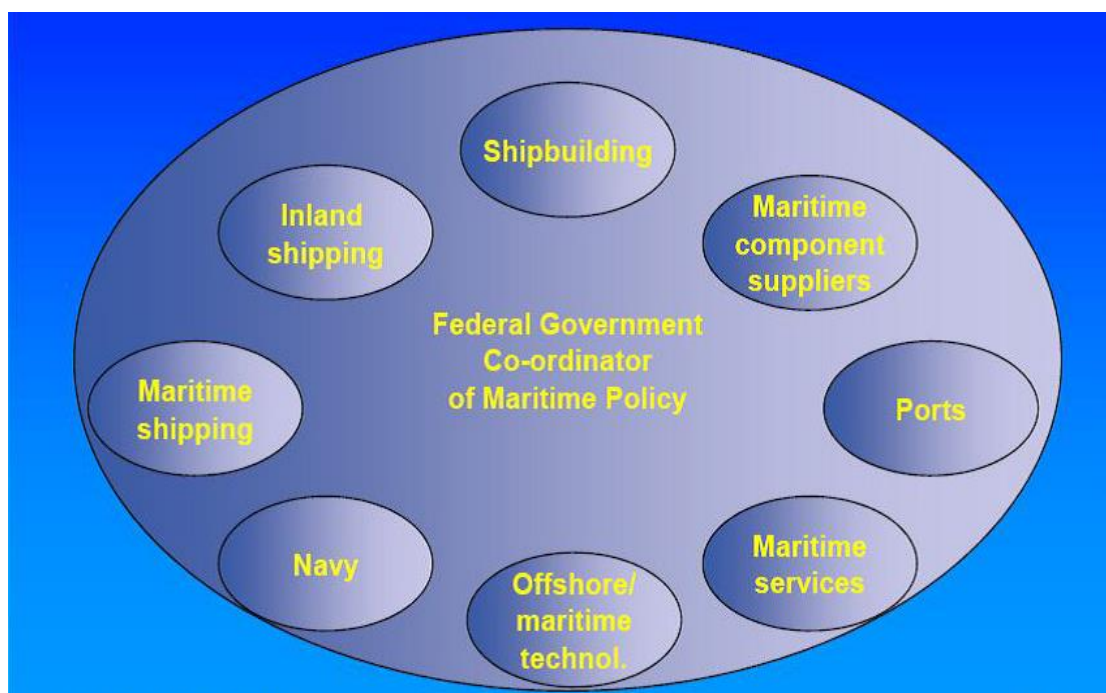 Shipbuilding
Inland
shipping
Maritime
component
suppliers
Federal Government
Co-ordinator
of Maritime Policy
Maritime
shipping
Ports
Navy
Offshore/
maritime
technol.
Maritime
services